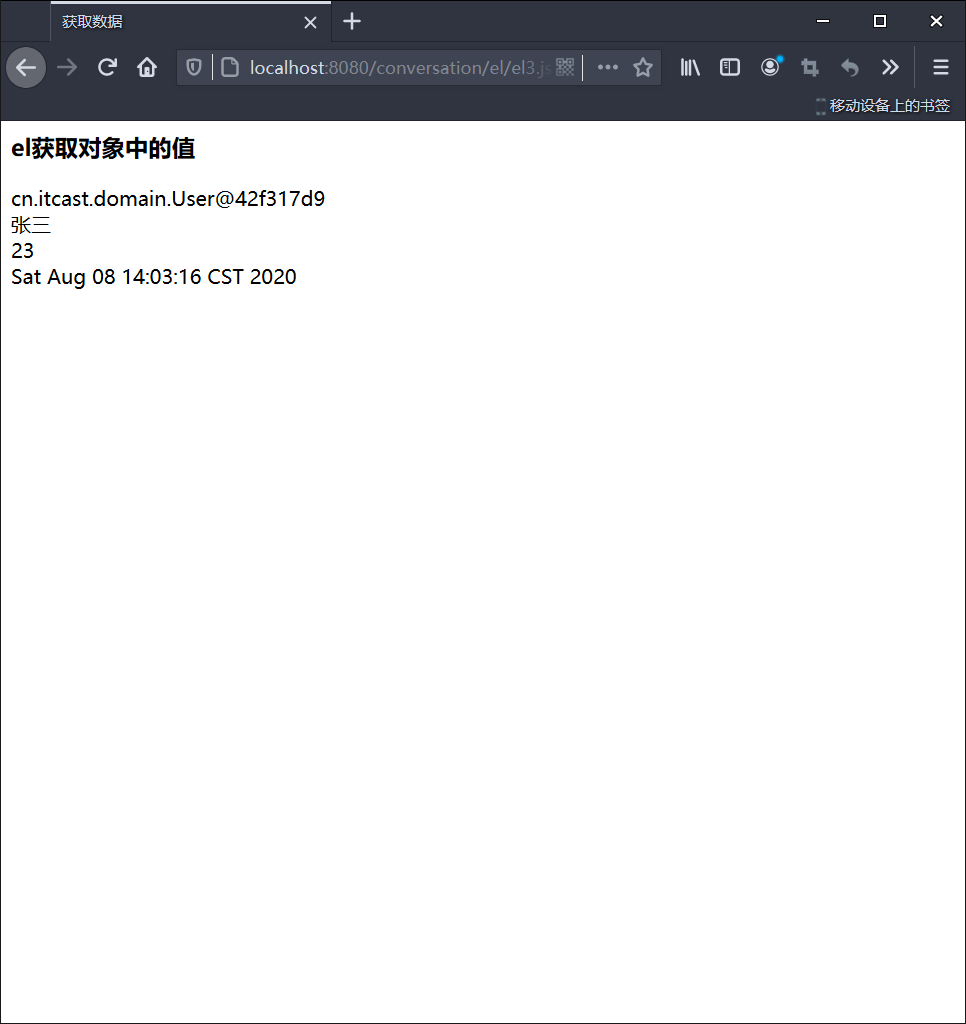 获取数据
localhost:8080/conversation/el/el3.js
移动设备上的书签
el获取对象中的值
cn.itcast.domain.User@42f317d9
张三
23
Sat Aug 08 14:03:16 CST 2020